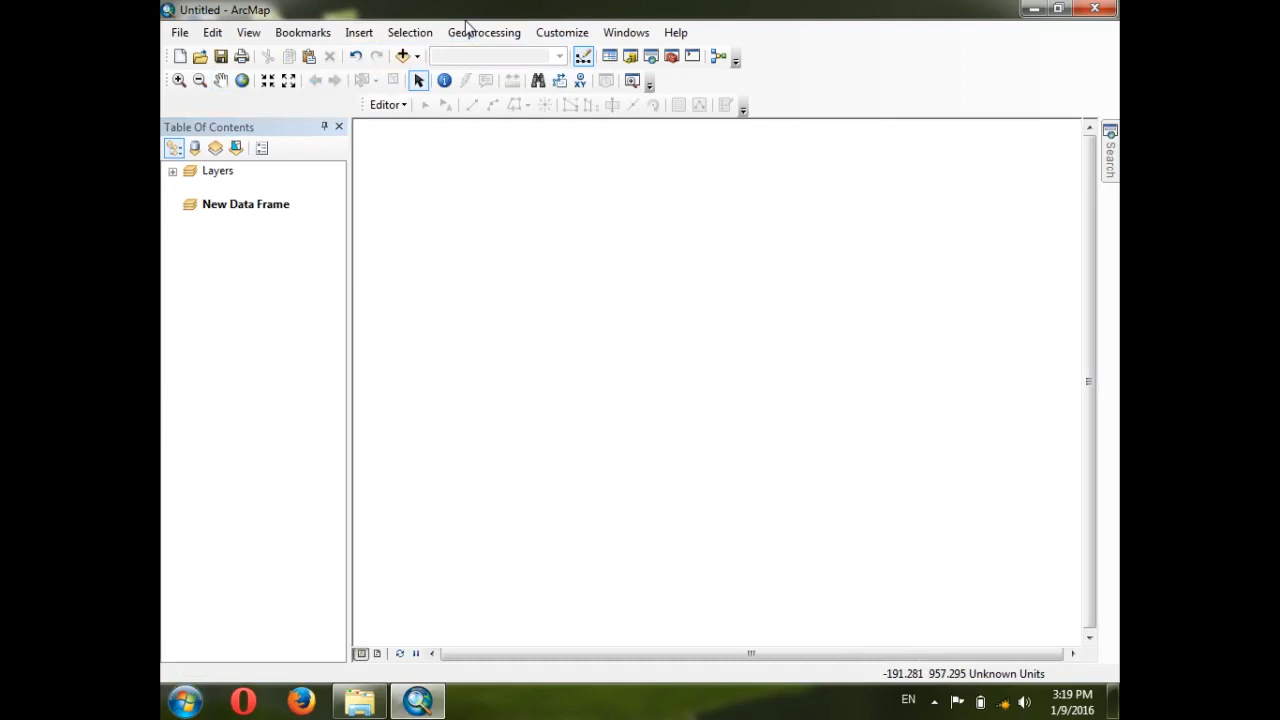 Untitled - ArcMap
File Edit View Bookmarks Insert Selection Geoprocessing Customize Windows Help
Editor
Table Of Contents
Layers
New Data Frame
Search
-191.281 957.295 Unknown Units
EN
3:19 PM
1/9/2016